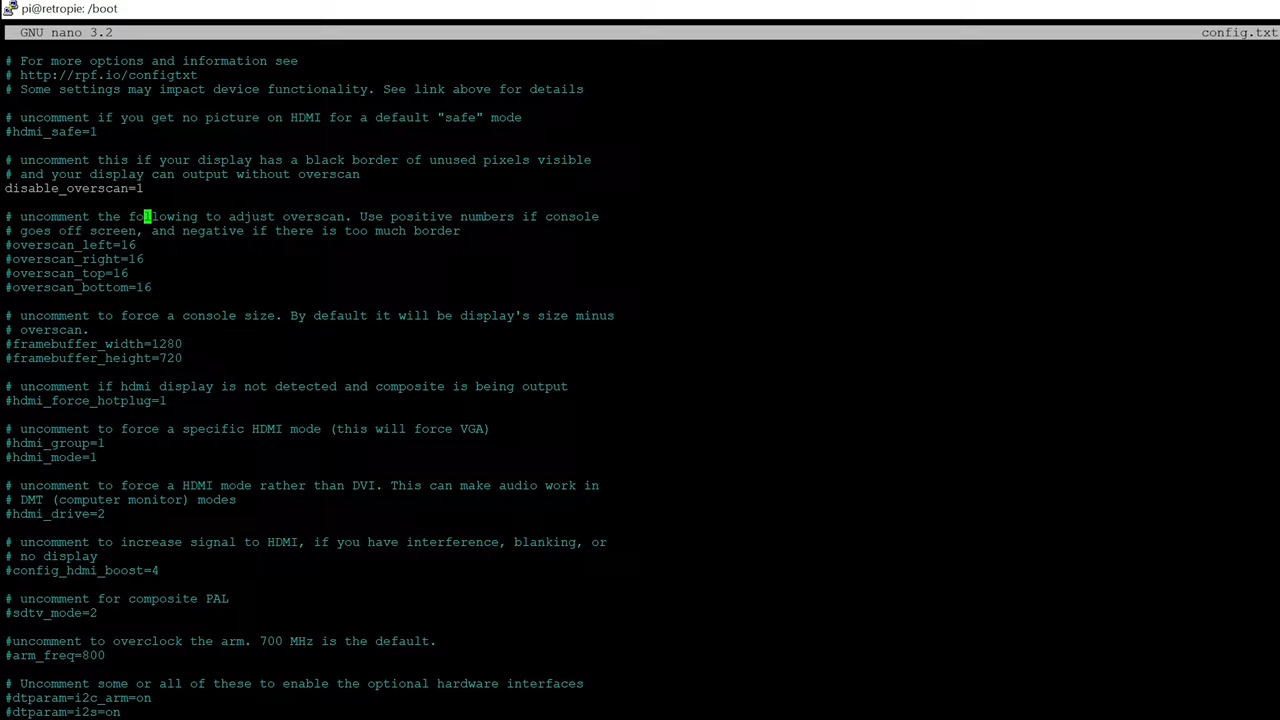 pi@retropie: /boot
GNU nano 3.2 config.txt
# For more options and information see
# http://rpf.io/configtxt
# Some settings may impact device functionality. See link above for details
# uncomment if you get no picture on HDMI for a default "safe" mode
#hdmi_safe=1
# uncomment this if your display has a black border of unused pixels visible
# and your display can output without overscan
disable_overscan=1
# uncomment the following to adjust overscan. Use positive numbers if console
# goes off screen, and negative if there is too much border
#overscan_left=16
#overscan_right=16
#overscan_top=16
#overscan_bottom=16
# uncomment to force a console size. By default it will be display's size minus
# overscan.
#framebuffer_width=1280
#framebuffer_height=720
# uncomment if hdmi display is not detected and composite is being output
#hdmi_force_hotplug=1
# uncomment to force a specific HDMI mode (this will force VGA)
#hdmi_group=1
#hdmi_mode=1
# uncomment to force a HDMI mode rather than DVI. This can make audio work in
# DMT (computer monitor) modes
#hdmi_drive=2
# uncomment to increase signal to HDMI, if you have interference, blanking, or
# no display
#config_hdmi_boost=4
# uncomment for composite PAL
#sdtv_mode=2
#uncomment to overclock the arm. 700 MHz is the default.
#arm_freq=800
# Uncomment some or all of these to enable the optional hardware interfaces
#dtparam=i2c_arm=on
#dtparam=i2s=on